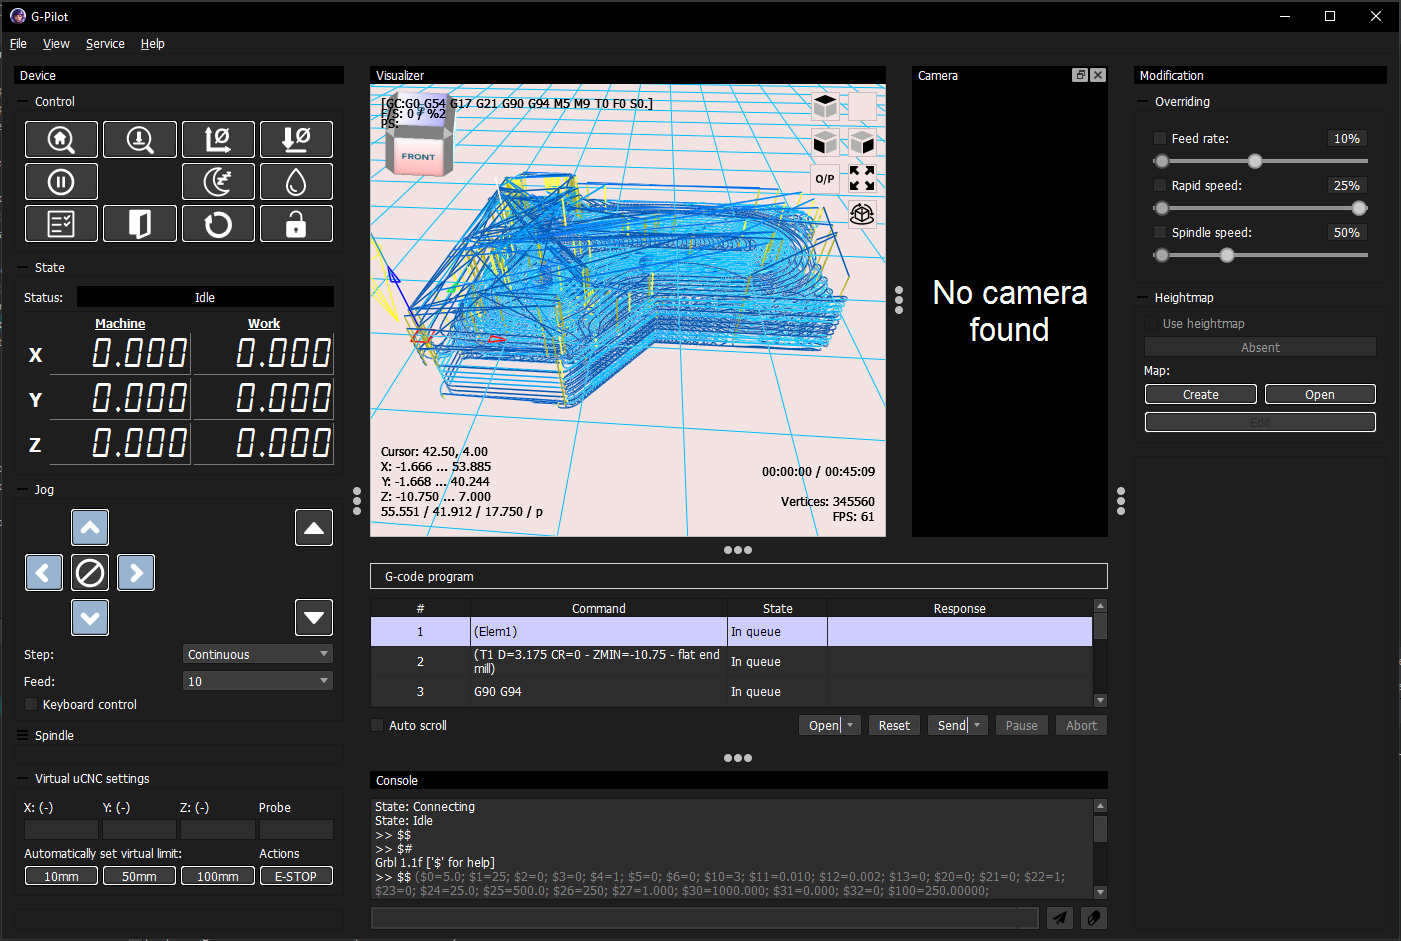 G-Pilot
File View Service Help
Device
Control
State
Status: Idle
Machine Work
X 0.000 0.000
Y 0.000 0.000
Z 0.000 0.000
Jog
Step: Continuous
Feed: 10
Keyboard control
Spindle
Virtual uCNC settings
X: (-) Y: (-) Z: (-) Probe
Automatically set virtual limit: Actions
10mm 50mm 100mm E-STOP
Visualizer
[GC:G0 G54 G17 G21 G90 G94 M5 M9 T0 F0 S0.]
F/S: 0 / %2
PS:
FRONT
O/P
Cursor: 42.50, 4.00
X: -1.666 ... 53.885
Y: -1.668 ... 40.244
Z: -10.750 ... 7.000
55.551 / 41.912 / 17.750 / p
00:00:00 / 00:45:09
Vertices: 345560
FPS: 61
Camera
No camera
found
G-code program
# Command State Response
1 (Elem1) In queue
2 (T1 D=3.175 CR=0 - ZMIN=-10.75 - flat end
mill) In queue
3 G90 G94 In queue
Auto scroll Open Reset Send Pause Abort
Console
State: Connecting
State: Idle
>> $$
>> $#
Grbl 1.1f ['$' for help]
>> $$ ($0=5.0; $1=25; $2=0; $3=0; $4=1; $5=0; $6=0; $10=3; $11=0.010; $12=0.002; $13=0; $20=0; $21=0; $22=1;
$23=0; $24=25.0; $25=500.0; $26=250; $27=1.000; $30=1000.000; $31=0.000; $32=0; $100=250.00000;
Modification
Overriding
Feed rate: 10%
Rapid speed: 25%
Spindle speed: 50%
Heightmap
Use heightmap
Absent
Map:
Create Open
Edit